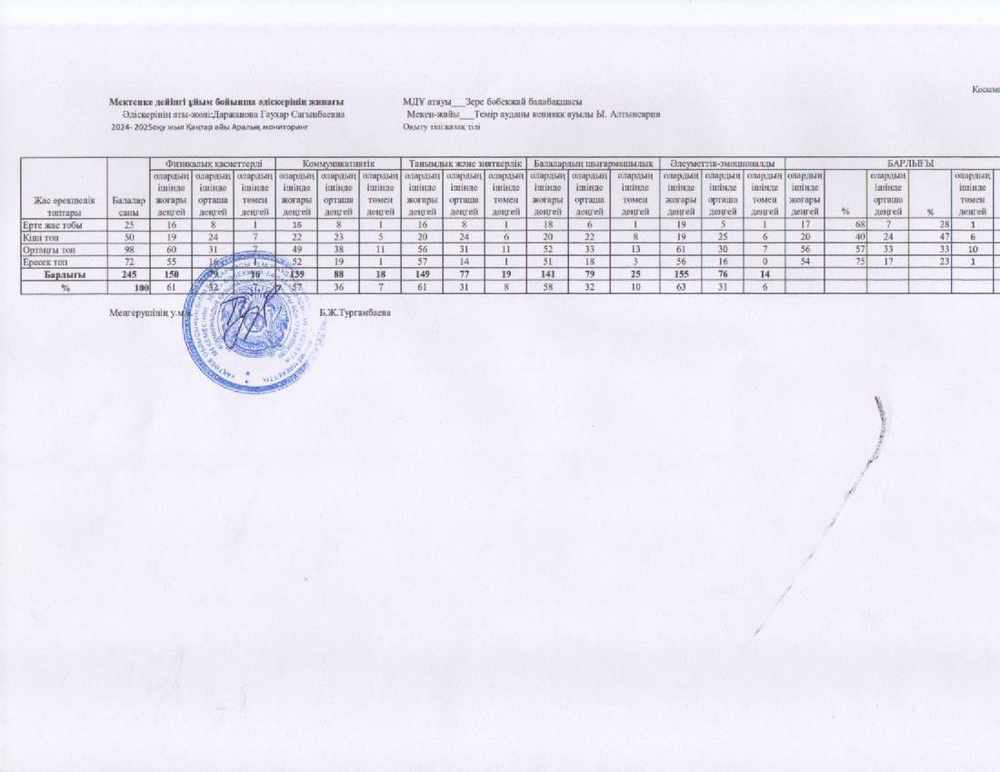 Қосым
Мектепке дейінгі ұйым бойынша әдіскерінің жинағы
МДҰ атауы___Зере бөбекжай балабақшасы
Әдіскерінің аты-жөні:Даржанова Гаухар Сагынбаевна
Мекен-жайы___Темір ауданы кенияқ ауылы Ы. Алтынсарин
2024- 2025оқу жыл Қаңтар айы Аралық мониторинг
Оқыту тілі:казақ тілі
Жас ерекшелік топтары | Балалар саны | Физикалық қасиеттерді | Коммуникативтік | Танымдық және зияткерлік | Балалардың шығармашылық | Әлеуметтік-эмоционалды | БАРЛЫҒЫ
олардың ішінде жоғары деңгей | олардың ішінде орташа деңгей | олардың ішінде төмен деңгей | олардың ішінде жоғары деңгей | олардың ішінде орташа деңгей | олардың ішінде төмен деңгей | олардың ішінде жоғары деңгей | олардың ішінде орташа деңгей | олардың ішінде төмен деңгей | олардың ішінде жоғары деңгей | олардың ішінде орташа деңгей | олардың ішінде төмен деңгей | олардың ішінде жоғары деңгей | олардың ішінде орташа деңгей | олардың ішінде төмен деңгей | олардың ішінде жоғары деңгей | % | олардың ішінде орташа деңгей | % | олардың ішінде төмен деңгей
Ерте жас тобы | 25 | 16 | 8 | 1 | 16 | 8 | 1 | 16 | 8 | 1 | 18 | 6 | 1 | 19 | 5 | 1 | 17 | 68 | 7 | 28 | 1
Кіші топ | 50 | 19 | 24 | 7 | 22 | 23 | 5 | 20 | 24 | 6 | 20 | 22 | 8 | 19 | 25 | 6 | 20 | 40 | 24 | 47 | 6
Ортаңғы топ | 98 | 60 | 31 | 7 | 49 | 38 | 11 | 56 | 31 | 11 | 52 | 33 | 13 | 61 | 30 | 7 | 56 | 57 | 33 | 33 | 10
Ересек топ | 72 | 55 | 16 | 1 | 52 | 19 | 1 | 57 | 14 | 1 | 51 | 18 | 3 | 56 | 16 | 0 | 54 | 75 | 17 | 23 | 1
Барлығы | 245 | 150 | 79 | 16 | 139 | 88 | 18 | 149 | 77 | 19 | 141 | 79 | 25 | 155 | 76 | 14
% | 100 | 61 | 32 | 7 | 57 | 36 | 7 | 61 | 31 | 8 | 58 | 32 | 10 | 63 | 31 | 6
Меңгерушінің у.м.а.
Б.Ж.Тургамбаева